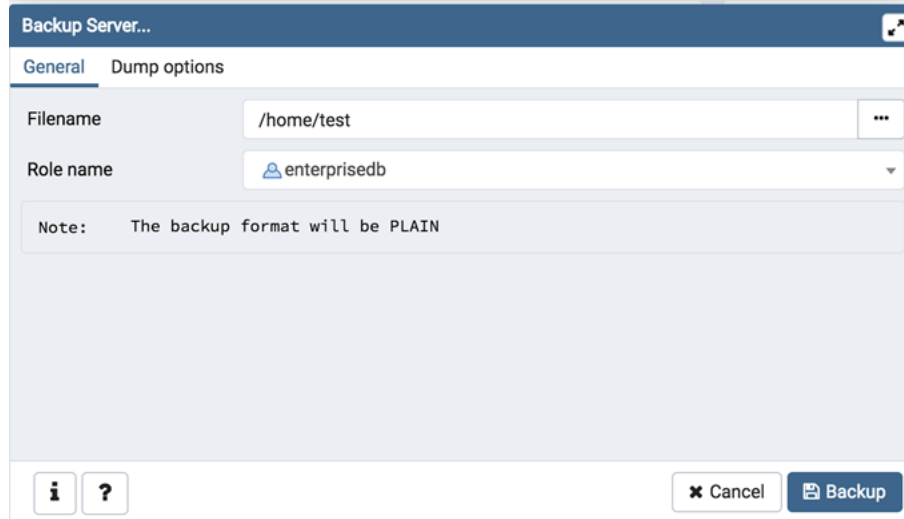 Backup Server...
General Dump options
Filename /home/test •••
Role name enterprisedb
Note: The backup format will be PLAIN
i ? ✖ Cancel Backup